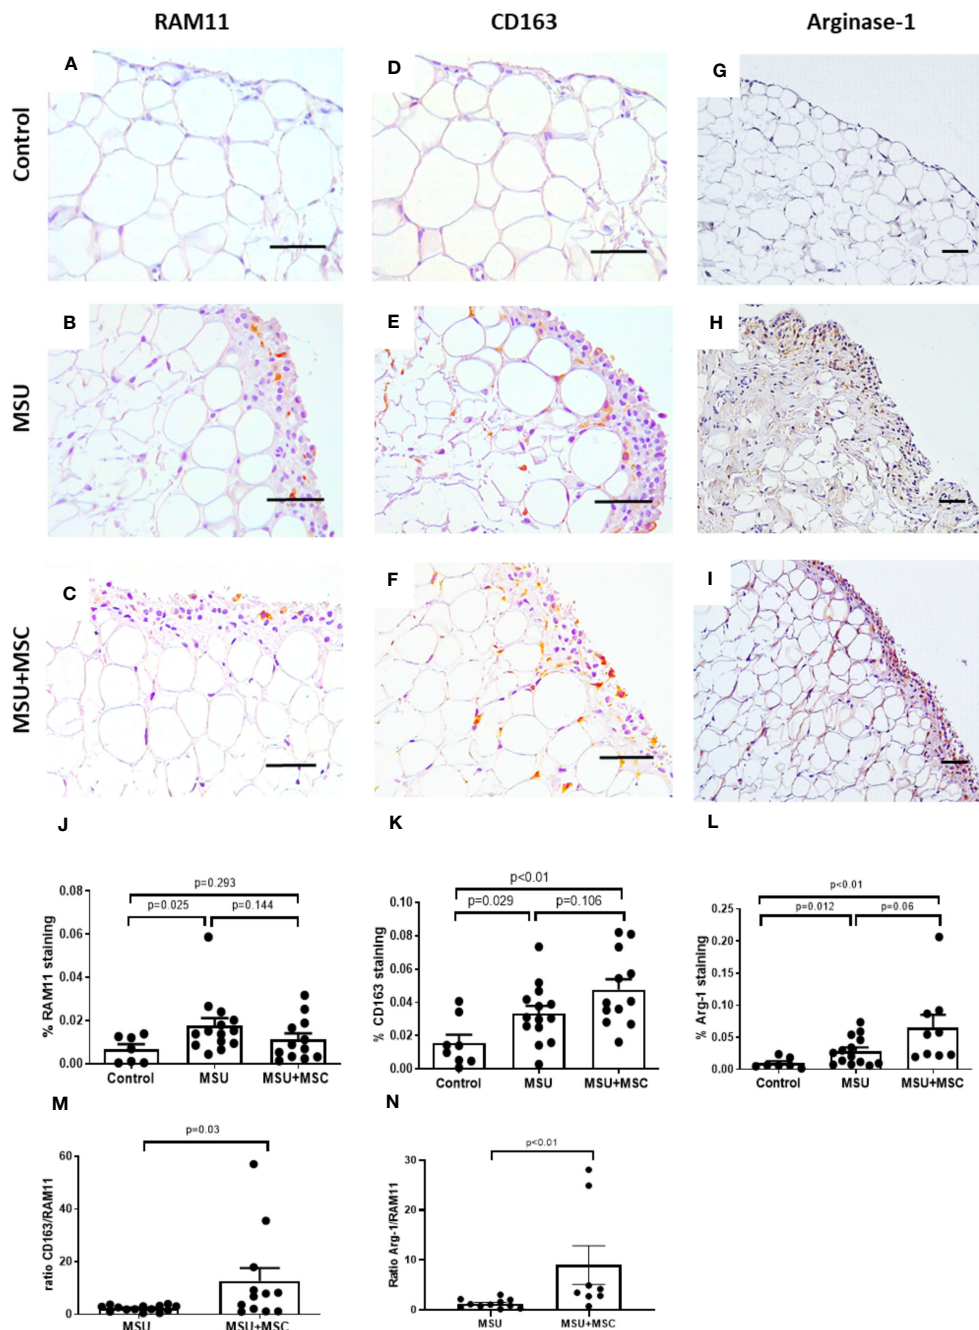 RAM11 CD163 Arginase-1
Control
A D G
MSU
B E H
MSU+MSC
C F I
J K L
p=0.293
p=0.025 p=0.144
% RAM11 staining
0.08
0.06
0.04
0.02
0.00
Control MSU MSU+MSC
p<0.01
p=0.029 p=0.106
% CD163 staining
0.10
0.08
0.06
0.04
0.02
0.00
Control MSU MSU+MSC
p<0.01
p=0.012 p=0.06
% Arg-1 staining
0.25
0.20
0.15
0.10
0.05
0.00
Control MSU MSU+MSC
M N
p=0.03
ratio CD163/RAM11
60
40
20
0
MSU MSU+MSC
p<0.01
Ratio Arg-1/RAM11
30
20
10
0
MSU MSU+MSC